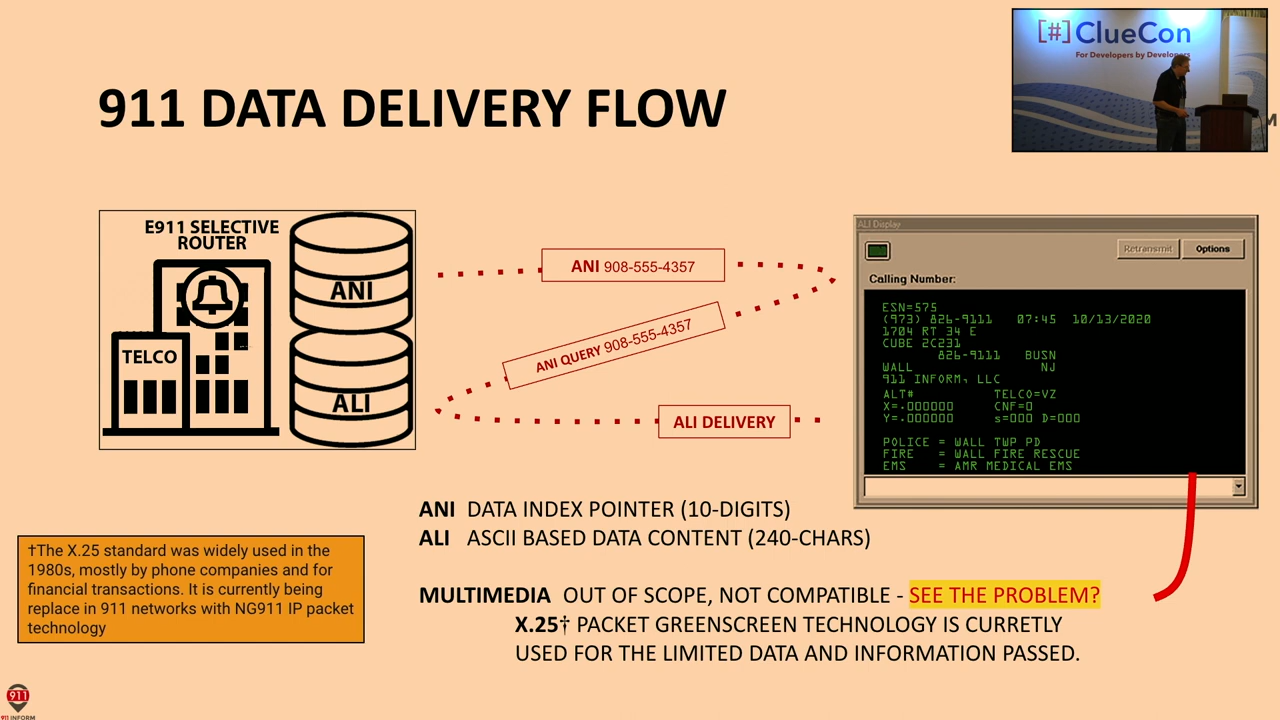 [#]ClueCon
For Developers by Developers
M
911 DATA DELIVERY FLOW
E911 SELECTIVE
ROUTER
TELCO
ANI
ALI
ANI 908-555-4357
ANI QUERY 908-555-4357
ALI DELIVERY
ALI Display
Retransmit Options
Calling Number:
ESN=575
(973) 826-9111 07:45 10/13/2020
1704 RT 34 E
CUBE 2C231
826-9111 BUSN
WALL NJ
911 INFORM, LLC
ALT# TELCO=VZ
X=.000000 CNF=0
Y=.000000 s=000 D=000
POLICE = WALL TWP PD
FIRE = WALL FIRE RESCUE
EMS = AMR MEDICAL EMS
ANI DATA INDEX POINTER (10-DIGITS)
ALI ASCII BASED DATA CONTENT (240-CHARS)
MULTIMEDIA OUT OF SCOPE, NOT COMPATIBLE - SEE THE PROBLEM?
X.25† PACKET GREENSCREEN TECHNOLOGY IS CURRETLY
USED FOR THE LIMITED DATA AND INFORMATION PASSED.
†The X.25 standard was widely used in the
1980s, mostly by phone companies and for
financial transactions. It is currently being
replace in 911 networks with NG911 IP packet
technology
911
911 INFORM